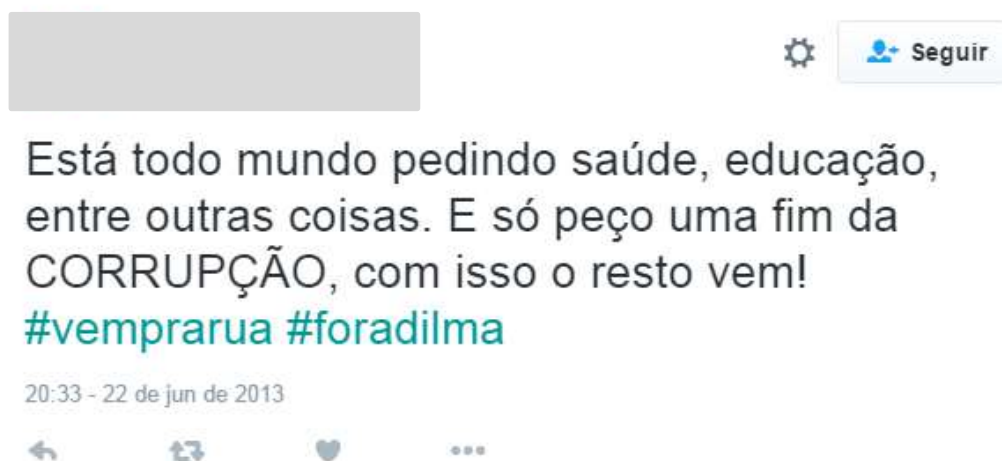 Seguir
Está todo mundo pedindo saúde, educação,
entre outras coisas. E só peço uma fim da
CORRUPÇÃO, com isso o resto vem!
#vemprarua #foradilma
20:33 - 22 de jun de 2013